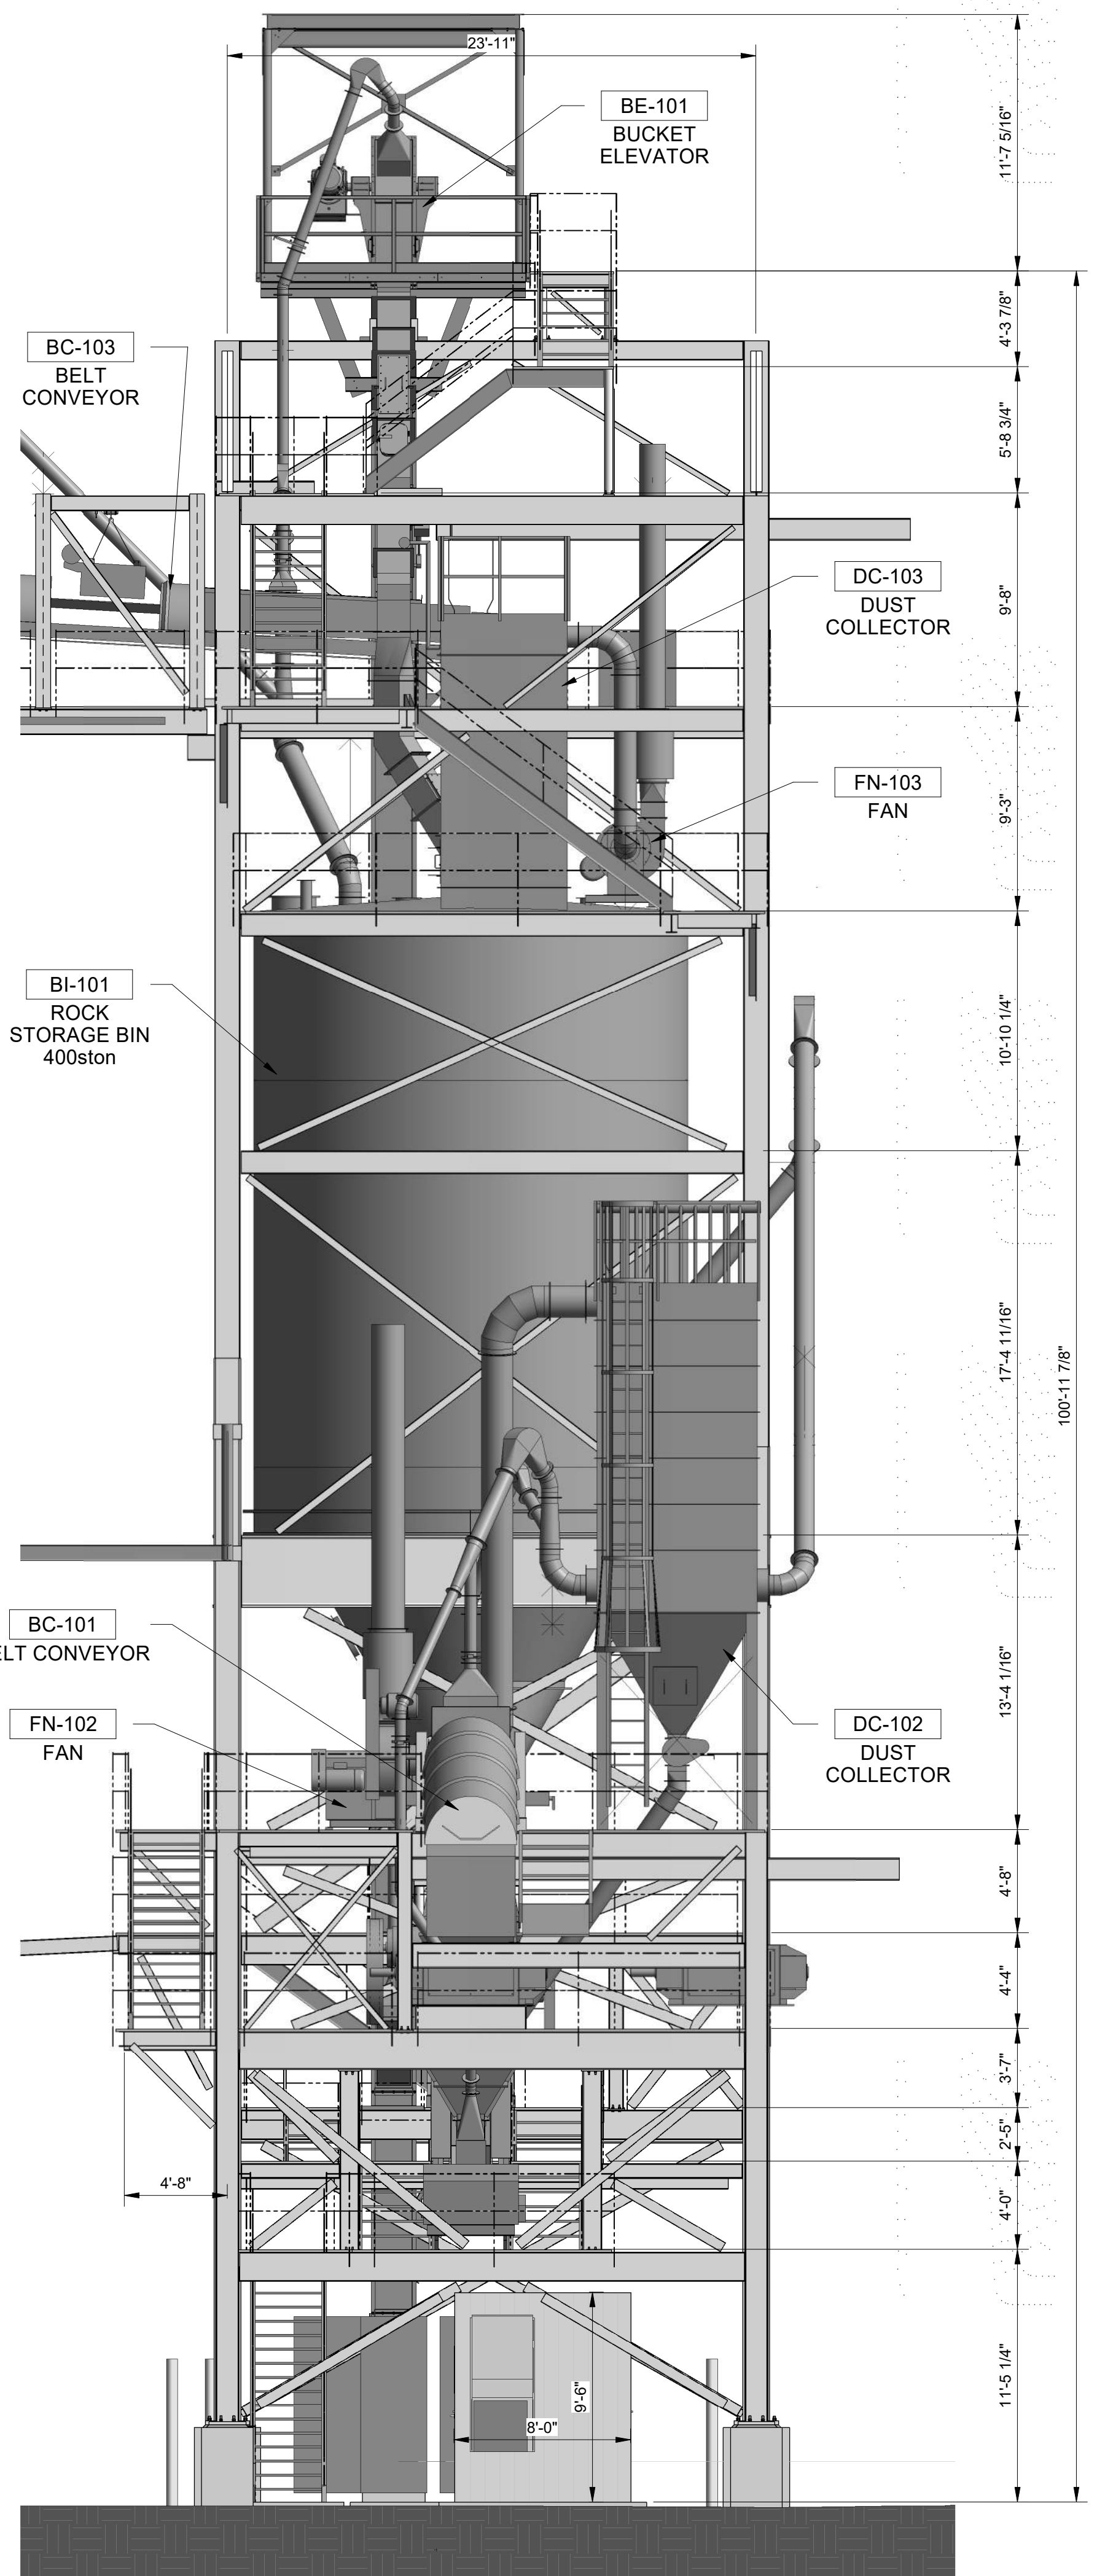 23'-11"
11'-7 5/16"
BE-101
BUCKET
ELEVATOR
4'-3 7/8"
BC-103
BELT
CONVEYOR
5'-8 3/4"
DC-103
DUST
COLLECTOR
9'-8"
FN-103
FAN
9'-3"
BI-101
ROCK
STORAGE BIN
400ston
10'-10 1/4"
17'-4 11/16"
100'-11 7/8"
BC-101
ELT CONVEYOR
13'-4 1/16"
FN-102
FAN
DC-102
DUST
COLLECTOR
4'-8"
4'-4"
3'-7"
2'-5"
4'-8"
4'-0"
11'-5 1/4"
9'-6"
8'-0"